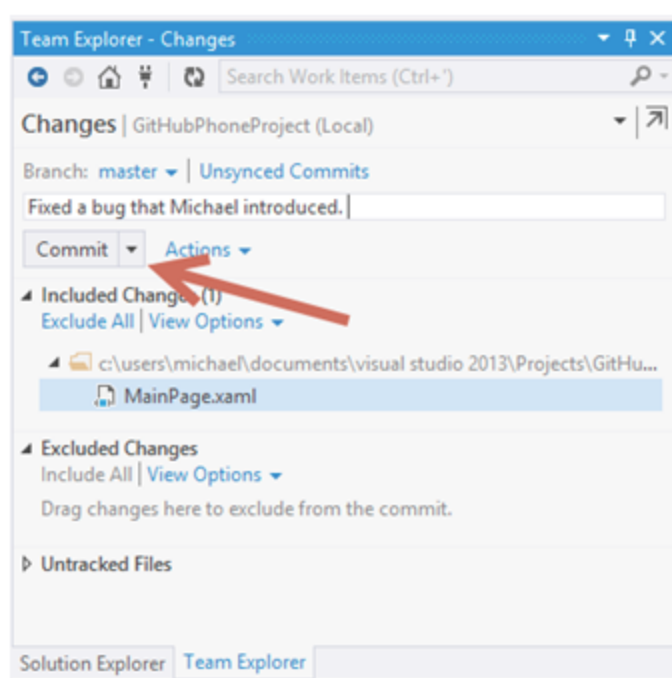 Team Explorer - Changes
Search Work Items (Ctrl+')
Changes | GitHubPhoneProject (Local)
Branch: master | Unsynced Commits
Fixed a bug that Michael introduced.
Commit Actions
Included Changes (1)
Exclude All | View Options
c:\users\michael\documents\visual studio 2013\Projects\GitHu...
MainPage.xaml
Excluded Changes
Include All | View Options
Drag changes here to exclude from the commit.
Untracked Files
Solution Explorer Team Explorer